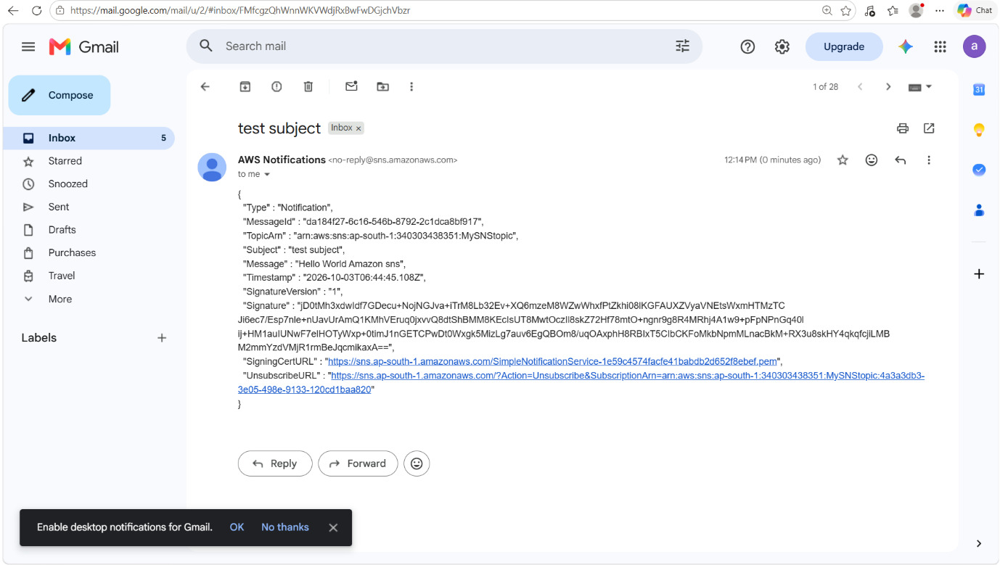 https://mail.google.com/mail/u/2/#inbox/FMfcgzQhWnnWKVWdjRxBwFwDGjchVbzr
Chat
Gmail
Search mail
Upgrade
a
Compose
1 of 28
31
Inbox 5
Starred
Snoozed
Sent
Drafts
Purchases
Travel
More
Labels
test subject Inbox x
AWS Notifications <no-reply@sns.amazonaws.com> 12:14 PM (0 minutes ago)
to me
{
"Type" : "Notification",
"MessageId" : "da184f27-6c16-546b-8792-2c1dca8bf917",
"TopicArn" : "arn:aws:sns:ap-south-1:340303438351:MySNStopic",
"Subject" : "test subject",
"Message" : "Hello World Amazon sns",
"Timestamp" : "2026-10-03T06:44:45.108Z",
"SignatureVersion" : "1",
"Signature" : "jD0tMh3xdwIdf7GDecu+NojNGJva+iTrM8Lb32Ev+XQ6mzeM8WZwWhxfPtZkhi08lKGFAUXZVyaVNEtsWxmHTMzTC
Ji6ec7/Esp7nle+nUavUrAmQ1KMhVEruq0jxvvQ8dtShBMM8KEclsUT8MwtOczIl8skZ72Hf78mtO+ngnr9g8R4MRhj4A1w9+pFpNPnGq40l
ij+HM1auIUNwF7elHOTyWxp+0timJ1nGETCPwDt0Wxgk5MizLg7auv6EgQBOm8/uqOAxphH8RBIxT5CIbCKFoMkbNpmMLnacBkM+RX3u8skHY4qkqfcjiLMB
M2mmYzdVMjR1rmBeJqcmikaxA==",
"SigningCertURL" : "https://sns.ap-south-1.amazonaws.com/SimpleNotificationService-1e59c4574facfe41babdb2d652f8ebef.pem",
"UnsubscribeURL" : "https://sns.ap-south-1.amazonaws.com/?Action=Unsubscribe&SubscriptionArn=arn:aws:sns:ap-south-1:340303438351:MySNStopic:4a3a3db3-
3e05-498e-9133-120cd1baa820"
}
Reply
Forward
Enable desktop notifications for Gmail. OK No thanks